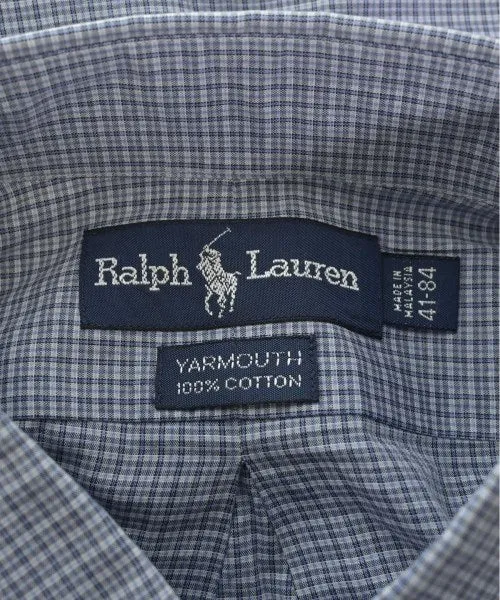 Ralph Lauren
MADE IN
MALAYSIA
41-84
YARMOUTH
100% COTTON